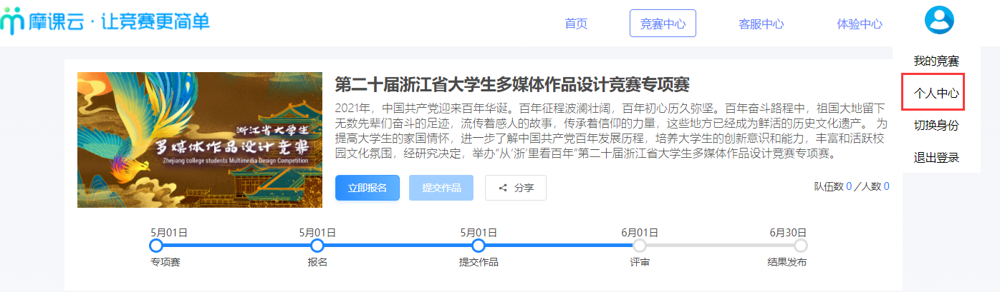 摩课云·让竞赛更简单
首页
竞赛中心
客服中心
体验中心
我的竞赛
个人中心
切换身份
退出登录
浙江省大学生
多媒体作品设计竞赛
Zhejiang college students Multimedia Design Competition
第二十届浙江省大学生多媒体作品设计竞赛专项赛
2021年，中国共产党迎来百年华诞。百年征程波澜壮阔，百年初心历久弥坚。百年奋斗路程中，祖国大地留下
无数先辈们奋斗的足迹，流传着感人的故事，传承着信仰的力量，这些地方已经成为鲜活的历史文化遗产。 为
提高大学生的家国情怀，进一步了解中国共产党百年发展历程，培养大学生的创新意识和能力，丰富和活跃校
园文化氛围，经研究决定，举办“从‘浙’里看百年”第二十届浙江省大学生多媒体作品设计竞赛专项赛。
立即报名
提交作品
分享
队伍数 0 ／人数 0
5月01日
5月01日
5月01日
6月01日
6月30日
专项赛
报名
提交作品
评审
结果发布